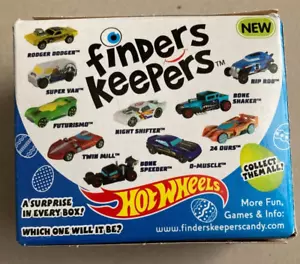 finders
keepers™
NEW
RODGER DODGER™
SUPER VAN™
FUTURISMO™
TWIN MILL™
NIGHT SHIFTER™
BONE
SPEEDER™
BONE
SHAKER™
RIP ROD™
24 OURS™
D-MUSCLE™
COLLECT
THEM ALL!
A SURPRISE
IN EVERY BOX!
WHICH ONE WILL IT BE?
HOT WHEELS
More Fun,
Games & Info:
www.finderskeeperscandy.com